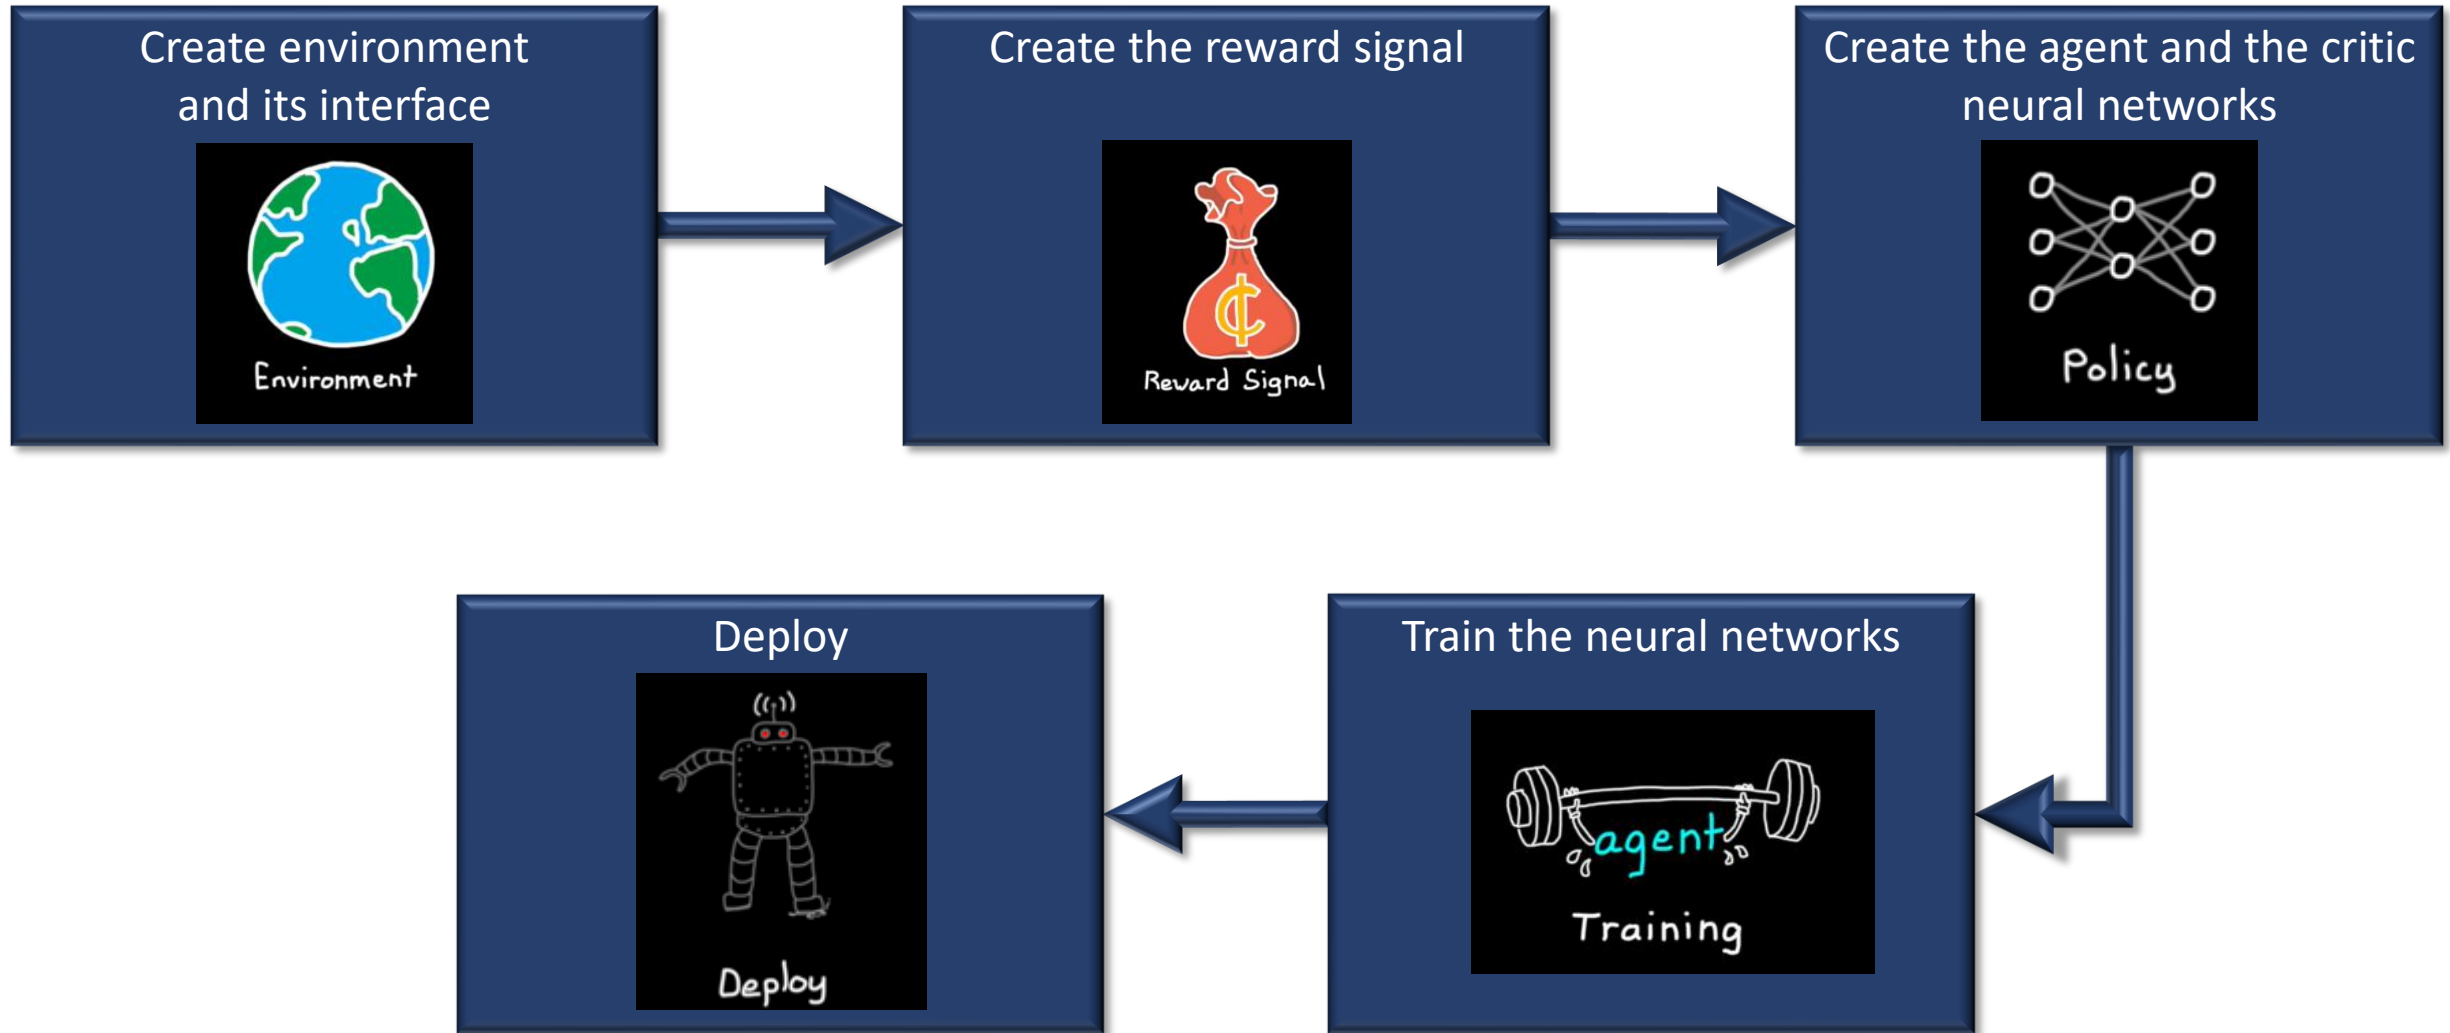 Create environment
and its interface
Environment
Create the reward signal
₵
Reward Signal
Create the agent and the critic
neural networks
Policy
Train the neural networks
agent
Training
Deploy
Deploy